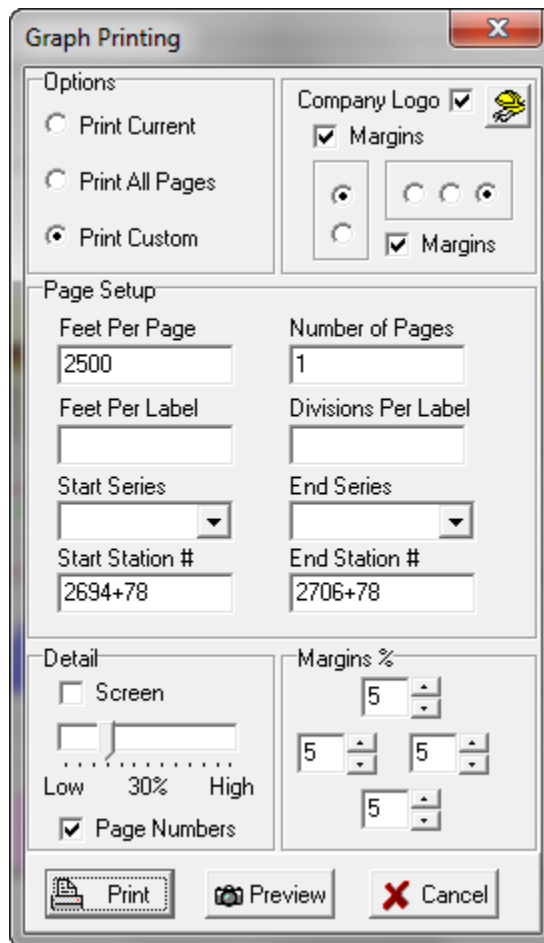 Graph Printing
Options
Print Current
Print All Pages
Print Custom
Company Logo
Margins
Margins
Page Setup
Feet Per Page Number of Pages
2500 1
Feet Per Label Divisions Per Label
Start Series End Series
Start Station # End Station #
2694+78 2706+78
Detail
Screen
Low 30% High
Page Numbers
Margins %
5
5 5
5
Print Preview Cancel